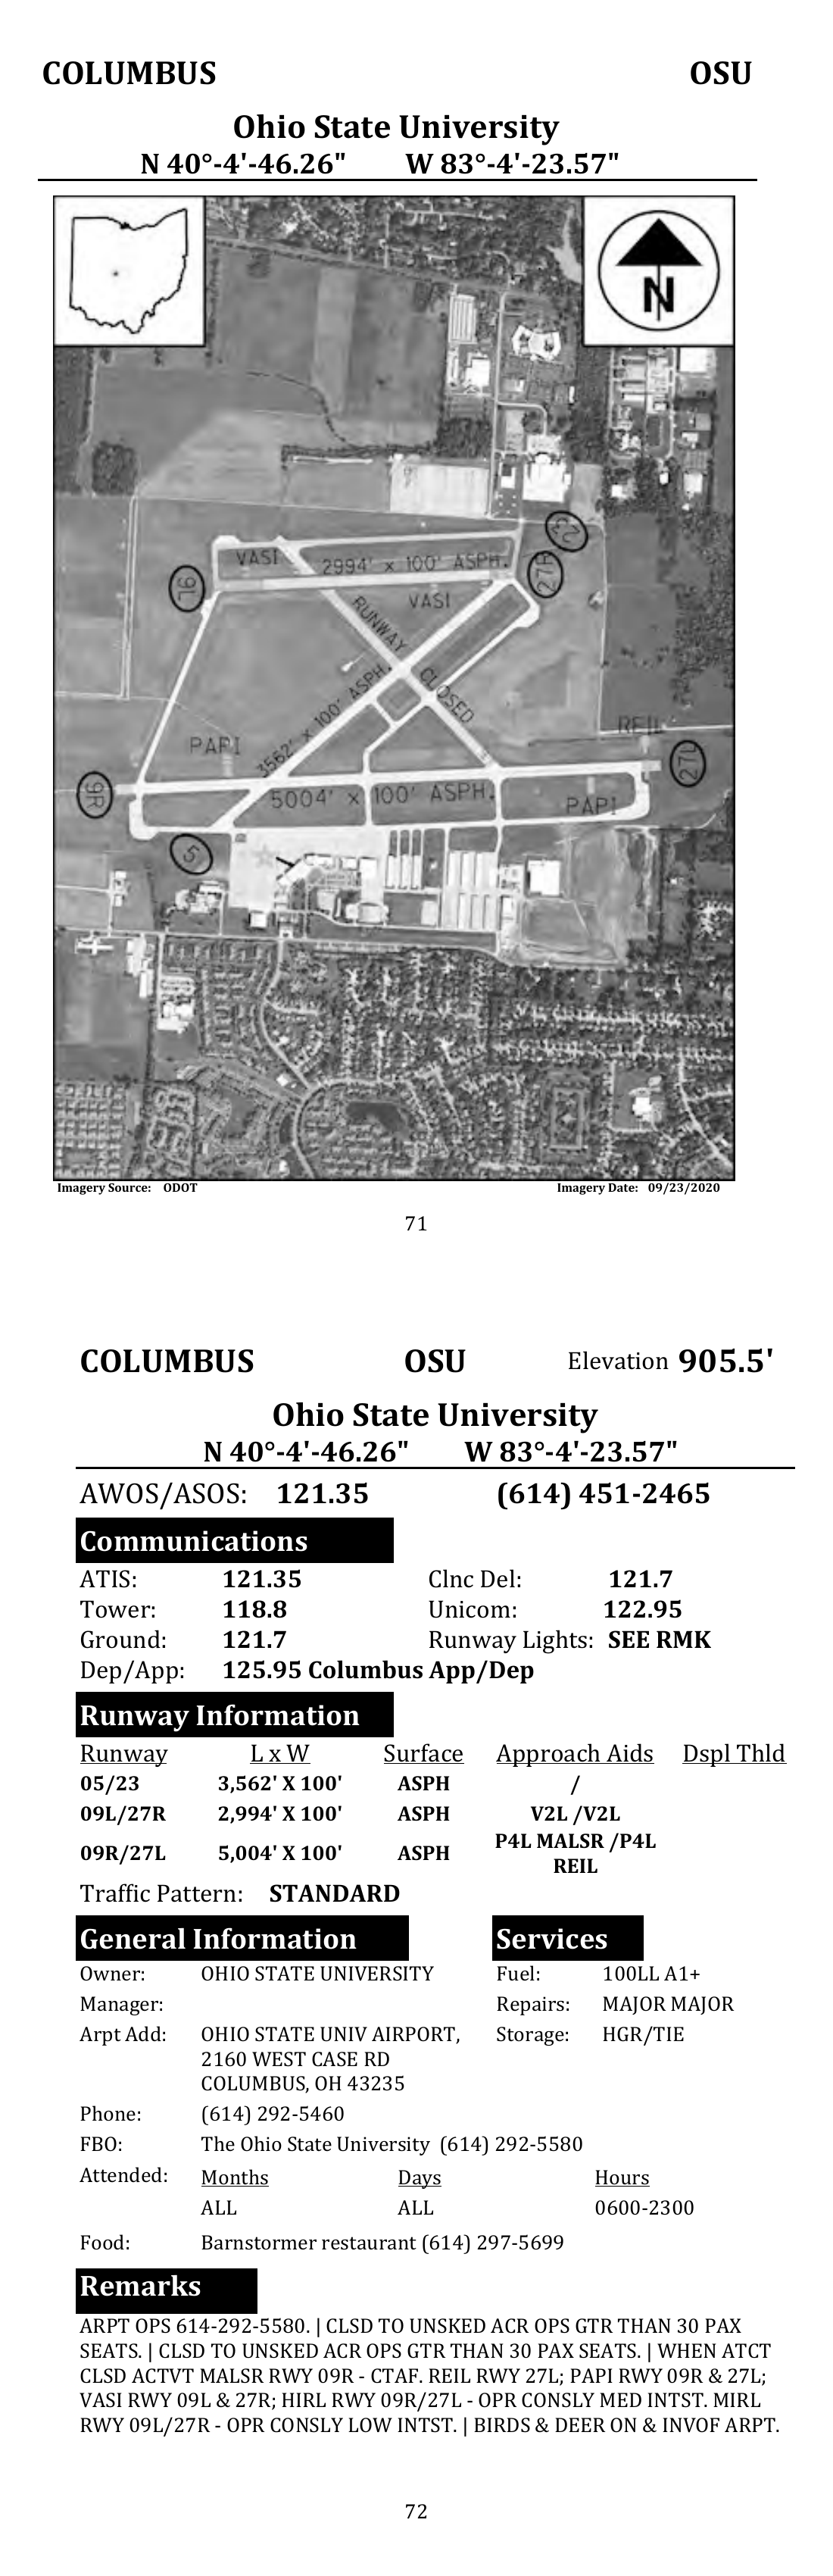 COLUMBUS OSU
Ohio State University
N 40°-4'-46.26" W 83°-4'-23.57"
N
23
VASI
2994' x 100' ASPH.
27R
9L
VASI
RUNWAY CLOSED
3562' x 100' ASPH.
REIL
PAPI
27L
9R
5004' x 100' ASPH.
PAPI
5
Imagery Source: ODOT Imagery Date: 09/23/2020
71
COLUMBUS OSU Elevation 905.5'
Ohio State University
N 40°-4'-46.26" W 83°-4'-23.57"
AWOS/ASOS: 121.35 (614) 451-2465
Communications
ATIS: 121.35 Clnc Del: 121.7
Tower: 118.8 Unicom: 122.95
Ground: 121.7 Runway Lights: SEE RMK
Dep/App: 125.95 Columbus App/Dep
Runway Information
Runway L x W Surface Approach Aids Dspl Thld
05/23 3,562' X 100' ASPH /
09L/27R 2,994' X 100' ASPH V2L /V2L
09R/27L 5,004' X 100' ASPH P4L MALSR /P4L
REIL
Traffic Pattern: STANDARD
General Information Services
Owner: OHIO STATE UNIVERSITY Fuel: 100LL A1+
Manager: Repairs: MAJOR MAJOR
Arpt Add: OHIO STATE UNIV AIRPORT, Storage: HGR/TIE
2160 WEST CASE RD
COLUMBUS, OH 43235
Phone: (614) 292-5460
FBO: The Ohio State University (614) 292-5580
Attended: Months Days Hours
ALL ALL 0600-2300
Food: Barnstormer restaurant (614) 297-5699
Remarks
ARPT OPS 614-292-5580. | CLSD TO UNSKED ACR OPS GTR THAN 30 PAX
SEATS. | CLSD TO UNSKED ACR OPS GTR THAN 30 PAX SEATS. | WHEN ATCT
CLSD ACTVT MALSR RWY 09R - CTAF. REIL RWY 27L; PAPI RWY 09R & 27L;
VASI RWY 09L & 27R; HIRL RWY 09R/27L - OPR CONSLY MED INTST. MIRL
RWY 09L/27R - OPR CONSLY LOW INTST. | BIRDS & DEER ON & INVOF ARPT.
72